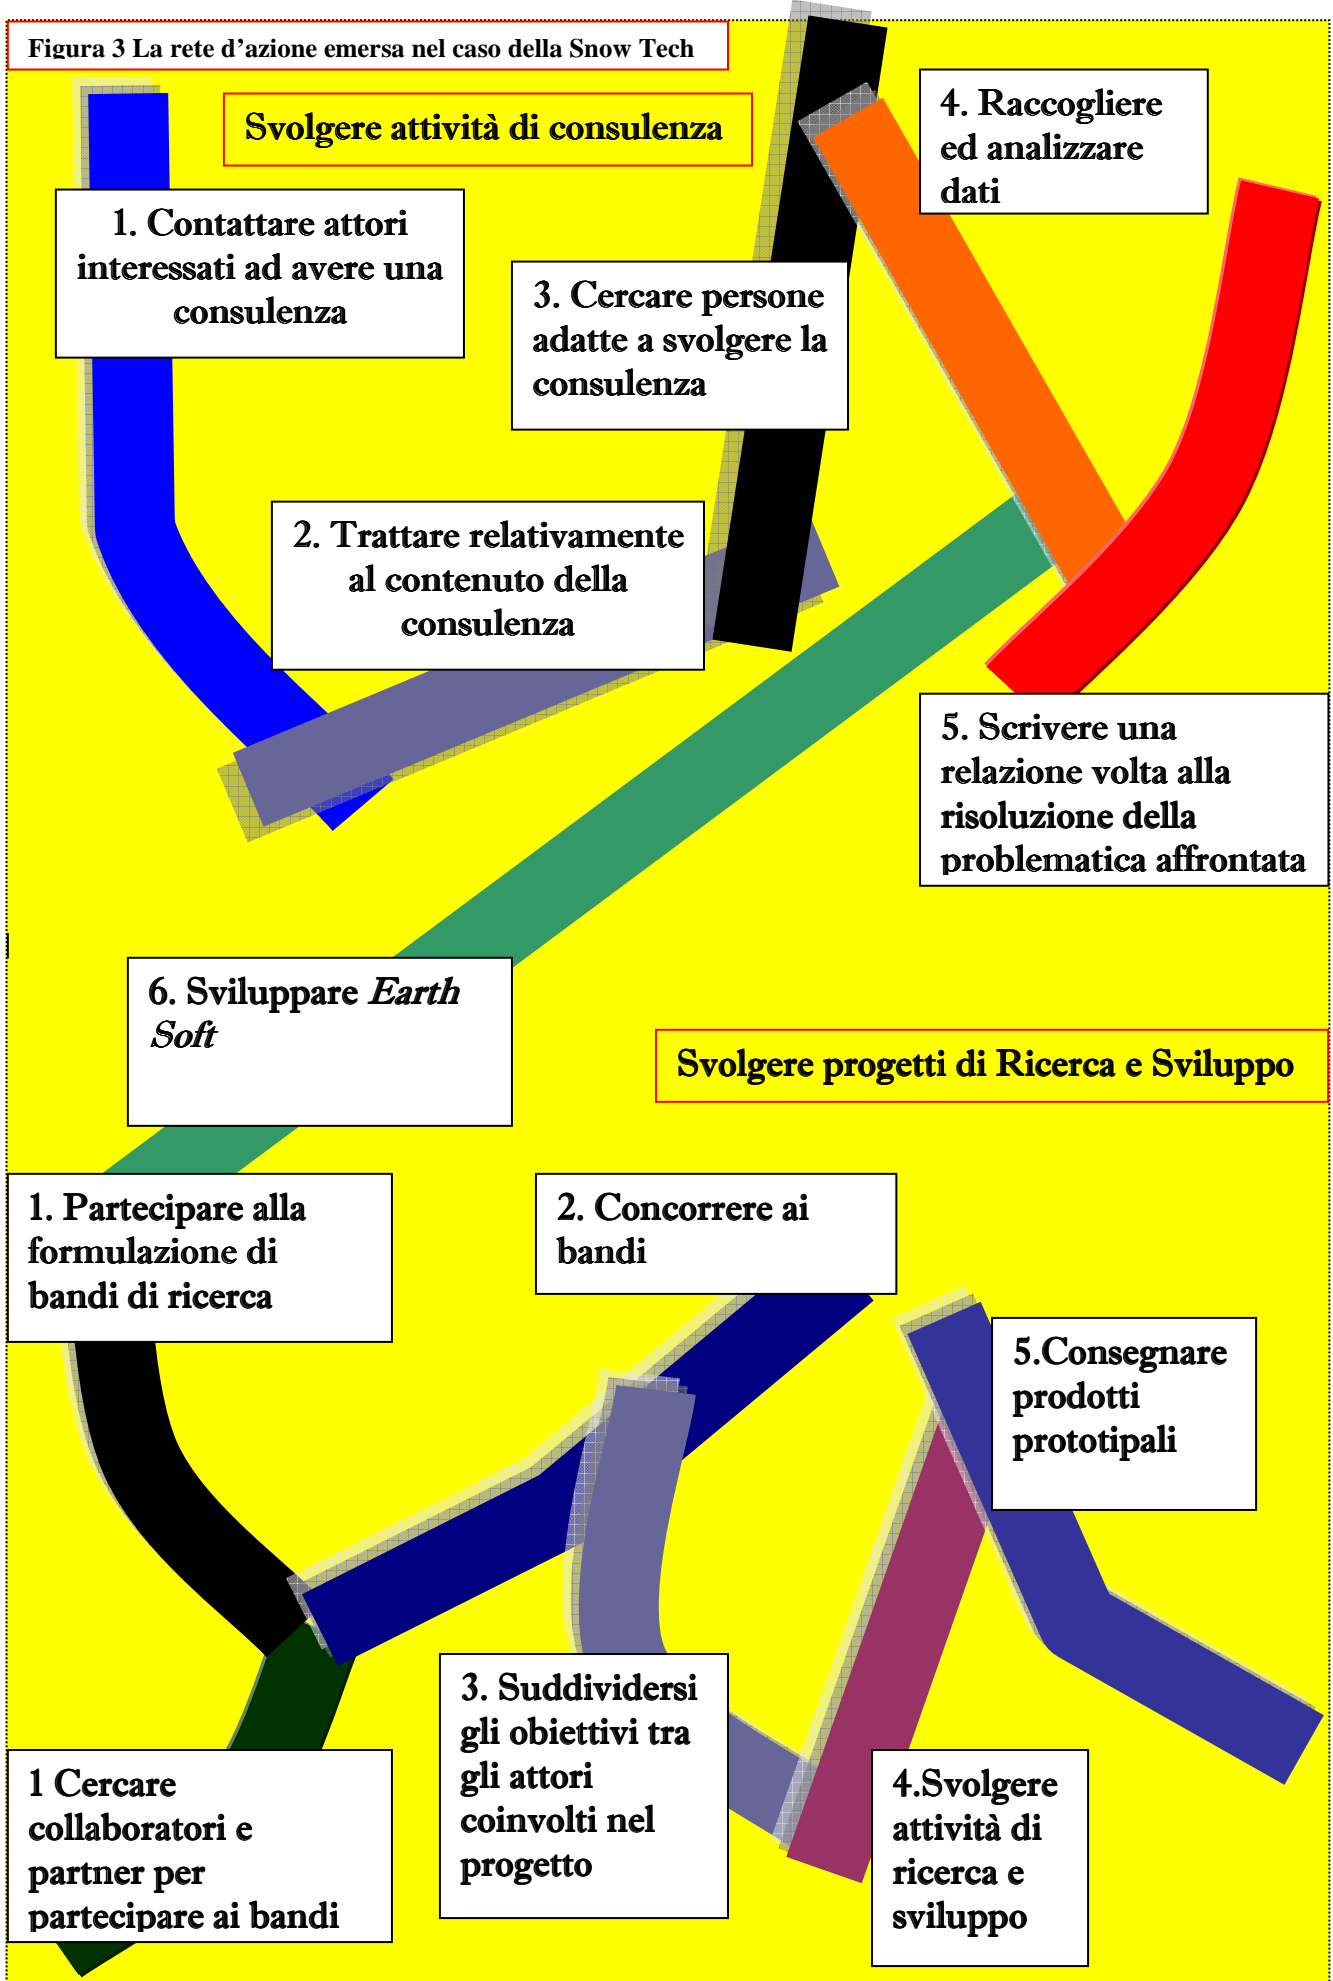 Figura 3 La rete d'azione emersa nel caso della Snow Tech
Svolgere attività di consulenza
1. Contattare attori
interessati ad avere una
consulenza
2. Trattare relativamente
al contenuto della
consulenza
3. Cercare persone
adatte a svolgere la
consulenza
4. Raccogliere
ed analizzare
dati
5. Scrivere una
relazione volta alla
risoluzione della
problematica affrontata
6. Sviluppare Earth
Soft
Svolgere progetti di Ricerca e Sviluppo
1. Partecipare alla
formulazione di
bandi di ricerca
1 Cercare
collaboratori e
partner per
partecipare ai bandi
2. Concorrere ai
bandi
3. Suddividersi
gli obiettivi tra
gli attori
coinvolti nel
progetto
4.Svolgere
attività di
ricerca e
sviluppo
5.Consegnare
prodotti
prototipali